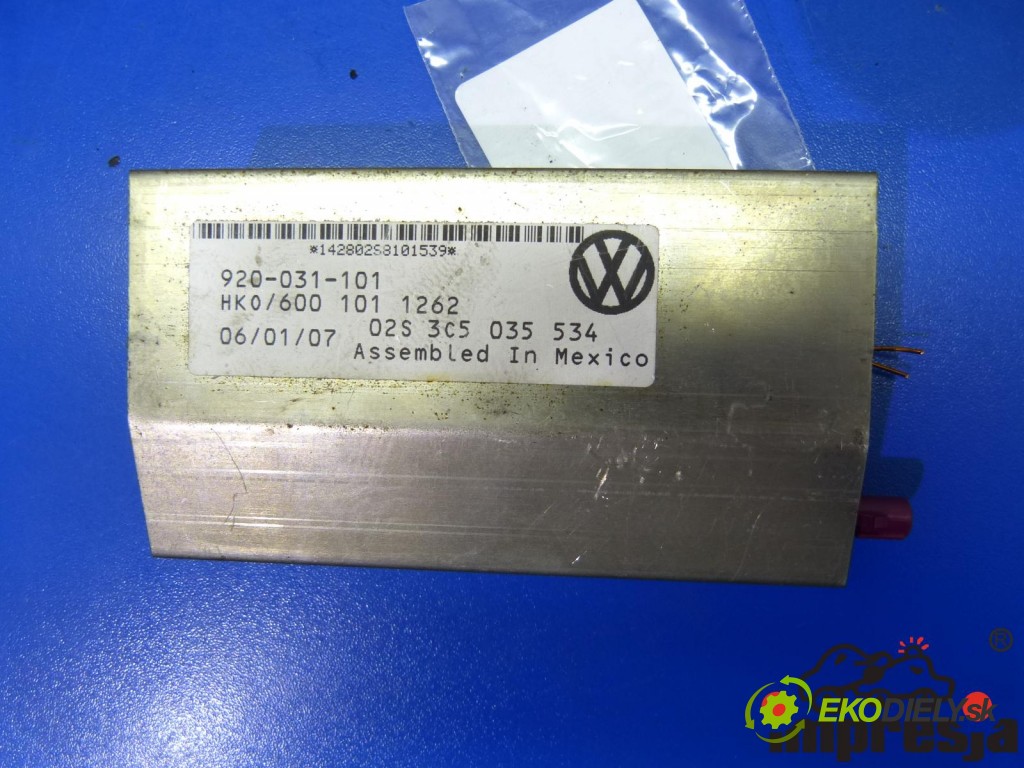 *142802S8101539*
920-031-101
HK0/600 101 1262
06/01/07 02S 3C5 035 534
Assembled In Mexico
®
EKODIELY.sk
impresja